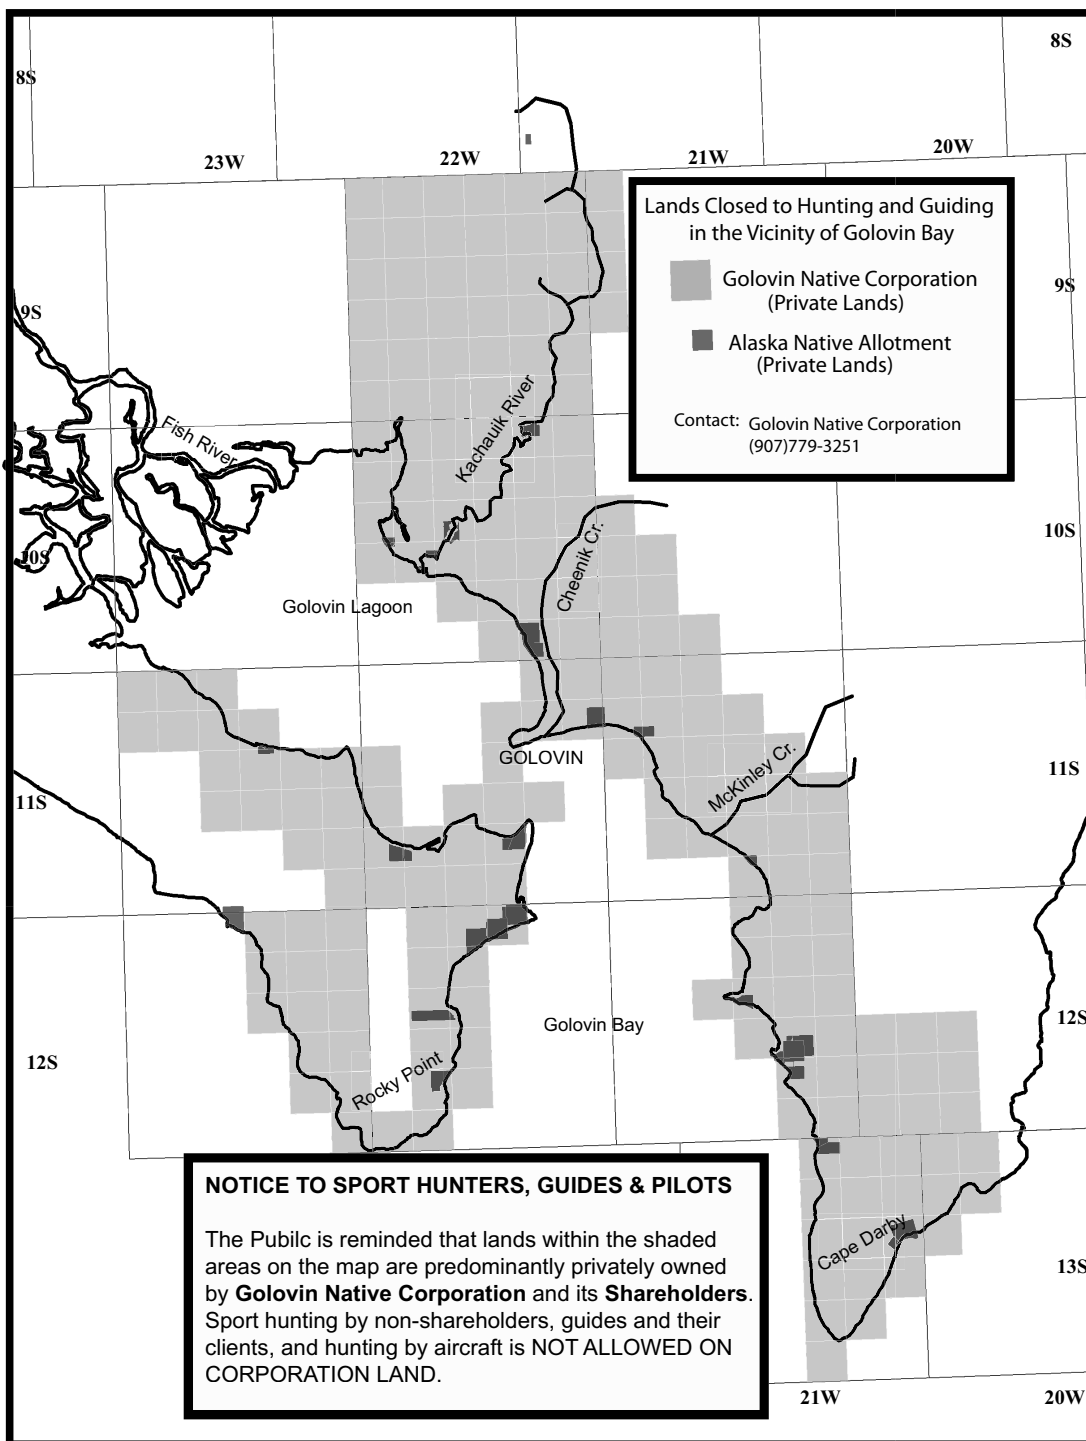 8S
8S
23W
22W
21W
20W
Lands Closed to Hunting and Guiding
in the Vicinity of Golovin Bay
Golovin Native Corporation
(Private Lands)
Alaska Native Allotment
(Private Lands)
Contact: Golovin Native Corporation
(907)779-3251
9S
9S
Fish River
Kachauik River
Cheenik Cr.
10S
10S
Golovin Lagoon
GOLOVIN
McKinley Cr.
11S
11S
Golovin Bay
12S
12S
Rocky Point
NOTICE TO SPORT HUNTERS, GUIDES & PILOTS
The Pubilc is reminded that lands within the shaded
areas on the map are predominantly privately owned
by Golovin Native Corporation and its Shareholders.
Sport hunting by non-shareholders, guides and their
clients, and hunting by aircraft is NOT ALLOWED ON
CORPORATION LAND.
Cape Darby
13S
21W
20W